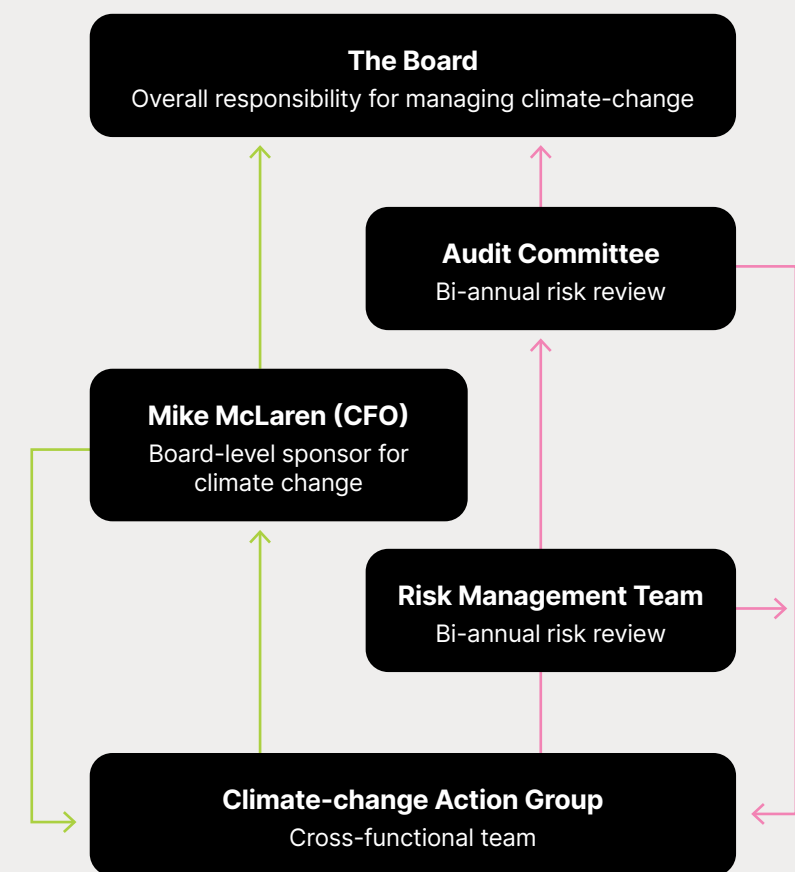 The Board
Overall responsibility for managing climate-change
Audit Committee
Bi-annual risk review
Mike McLaren (CFO)
Board-level sponsor for
climate change
Risk Management Team
Bi-annual risk review
Climate-change Action Group
Cross-functional team